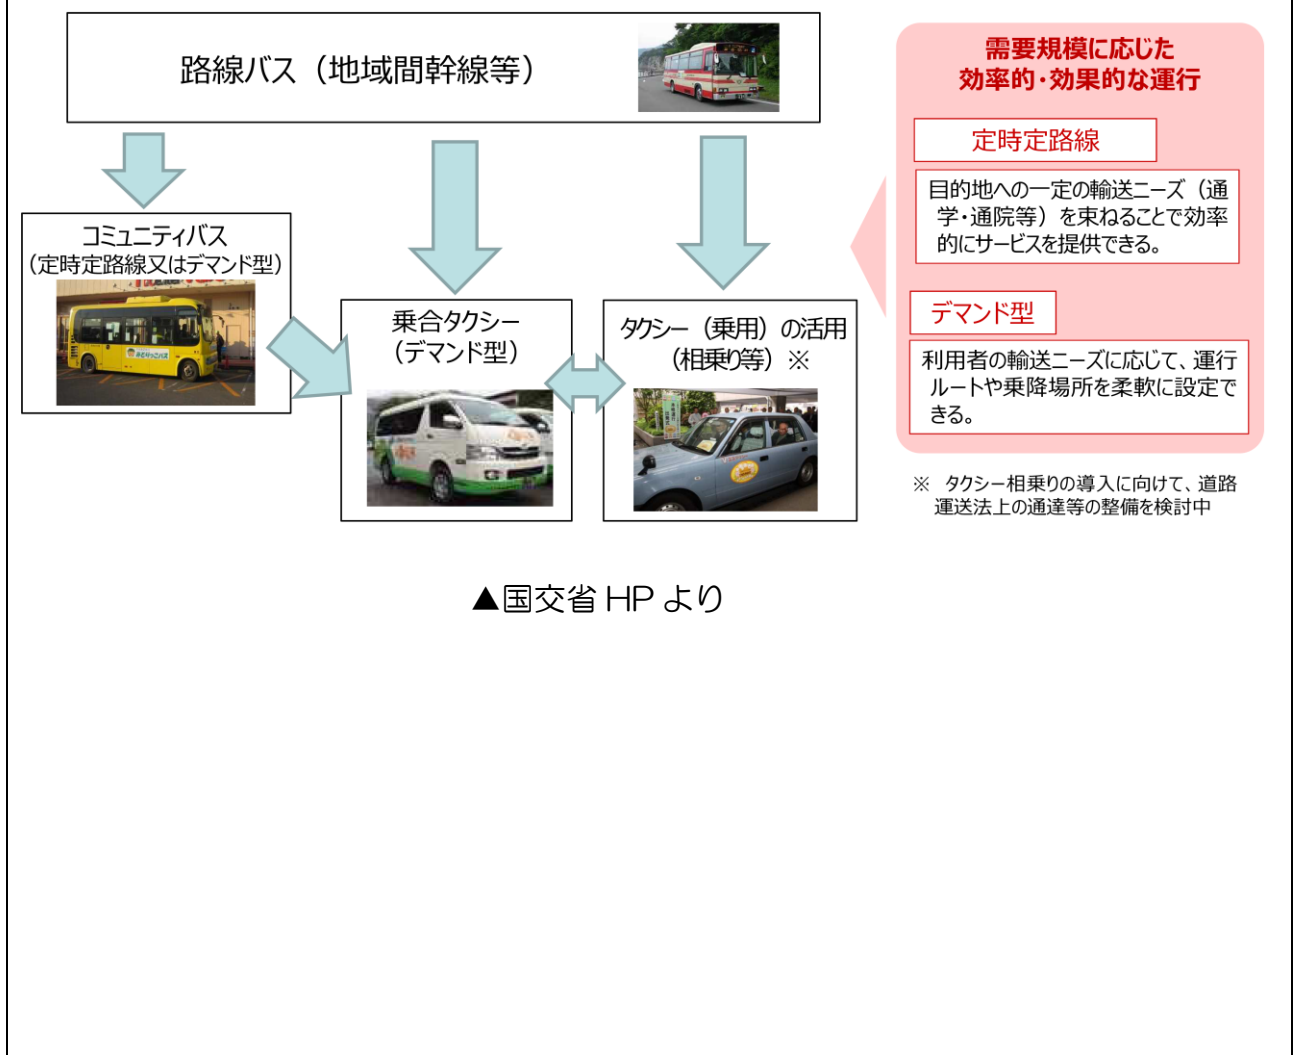 路線バス（地域間幹線等）
コミュニティバス
（定時定路線又はデマンド型）
乗合タクシー
（デマンド型）
タクシー（乗用）の活用
（相乗り等）※
需要規模に応じた
効率的・効果的な運行
定時定路線
目的地への一定の輸送ニーズ（通
学・通院等）を束ねることで効率
的にサービスを提供できる。
デマンド型
利用者の輸送ニーズに応じて、運行
ルートや乗降場所を柔軟に設定で
きる。
※　タクシー相乗りの導入に向けて、道路
運送法上の通達等の整備を検討中
▲国交省 HP より